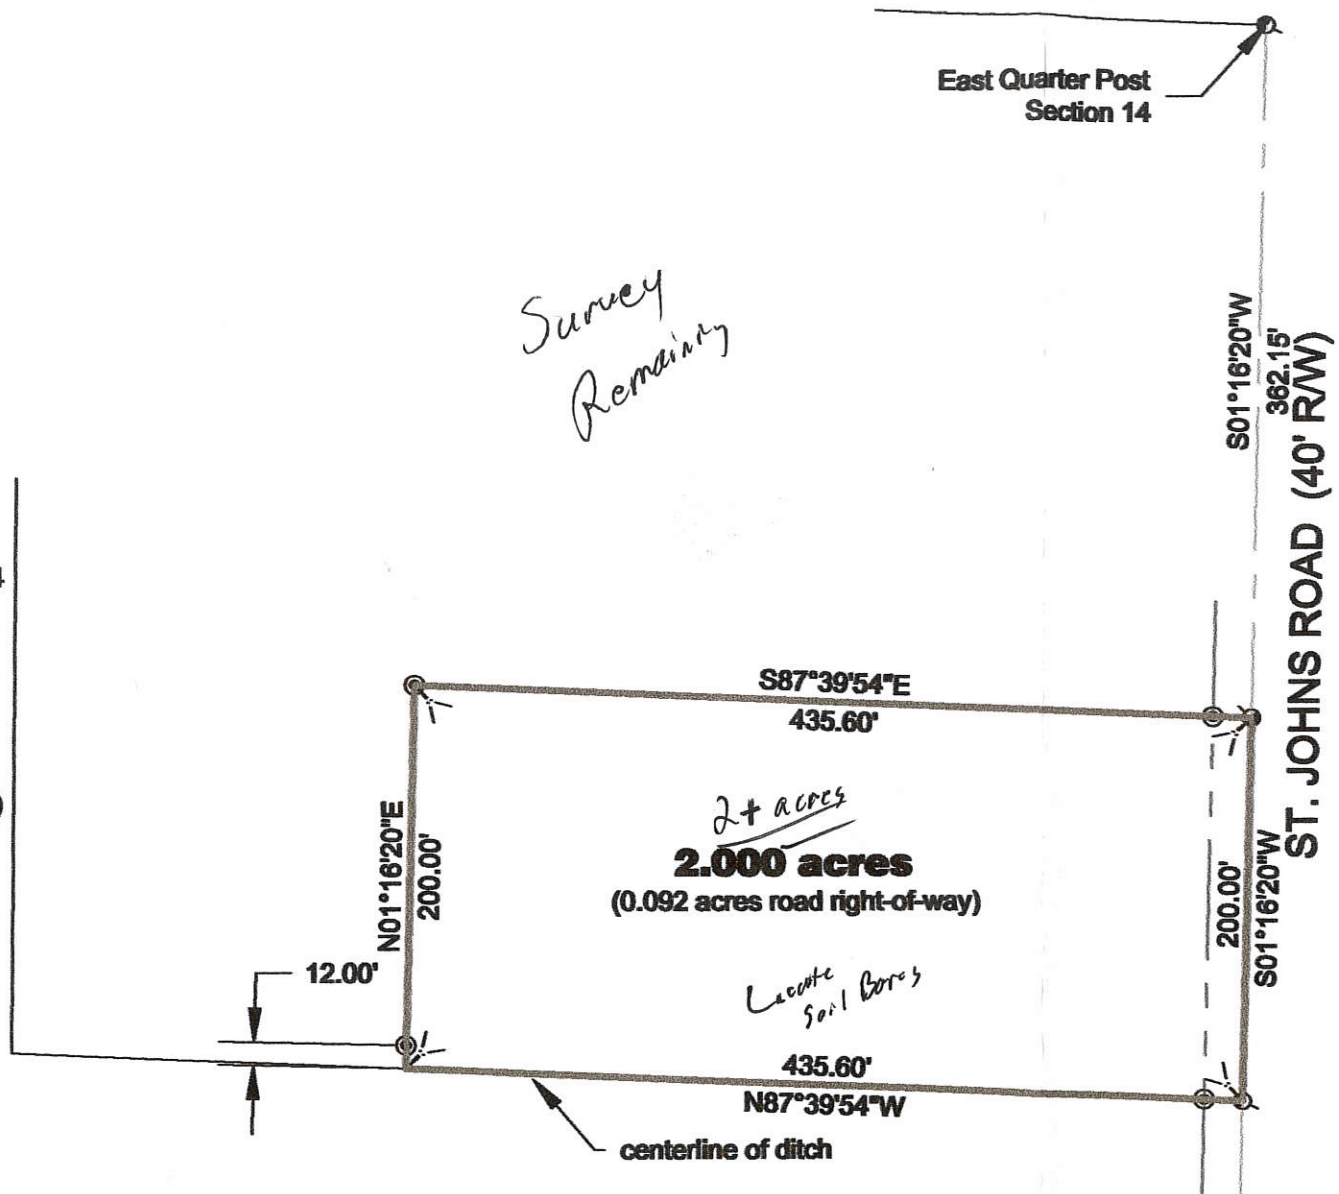 East Quarter Post
Section 14
Survey
Remaining
S01°16'20"W
362.15'
ST. JOHNS ROAD (40' R/W)
S87°39'54"E
435.60'
N01°16'20"E
200.00'
2+ acres
2.000 acres
(0.092 acres road right-of-way)
200.00'
S01°16'20"W
12.00'
Soil Bores
435.60'
N87°39'54"W
centerline of ditch